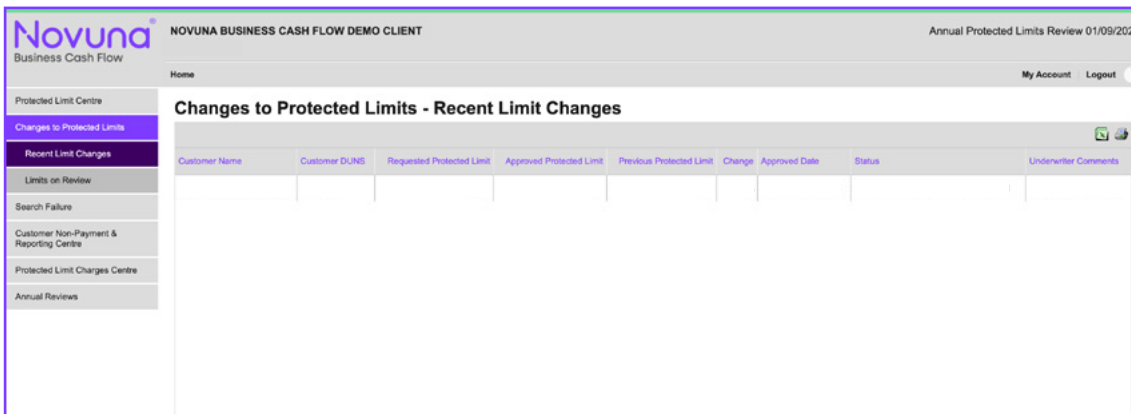 Novuna®
Business Cash Flow
NOVUNA BUSINESS CASH FLOW DEMO CLIENT
Annual Protected Limits Review 01/09/202
Home
My Account
Logout
Protected Limit Centre
Changes to Protected Limits
Recent Limit Changes
Limits on Review
Search Failure
Customer Non-Payment &
Reporting Centre
Protected Limit Charges Centre
Annual Reviews
Changes to Protected Limits - Recent Limit Changes
Customer Name Customer DUNS Requested Protected Limit Approved Protected Limit Previous Protected Limit Change Approved Date Status Underwriter Comments